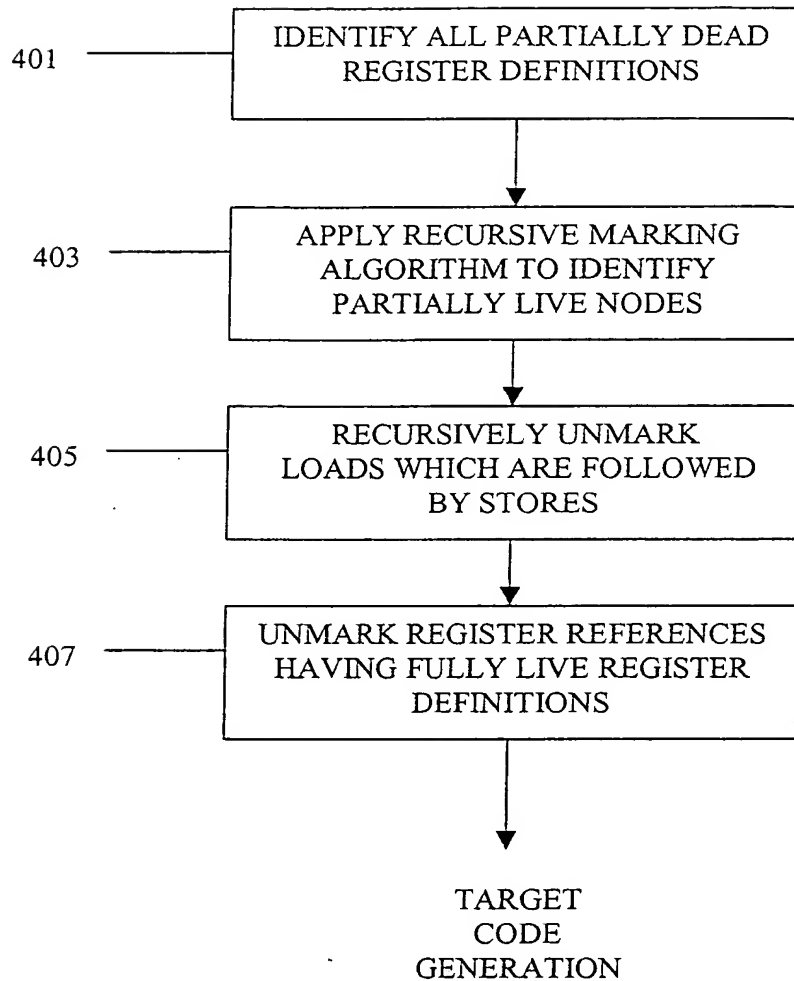 401
IDENTIFY ALL PARTIALLY DEAD
REGISTER DEFINITIONS
403
APPLY RECURSIVE MARKING
ALGORITHM TO IDENTIFY
PARTIALLY LIVE NODES
405
RECURSIVELY UNMARK
LOADS WHICH ARE FOLLOWED
BY STORES
407
UNMARK REGISTER REFERENCES
HAVING FULLY LIVE REGISTER
DEFINITIONS
TARGET
CODE
GENERATION